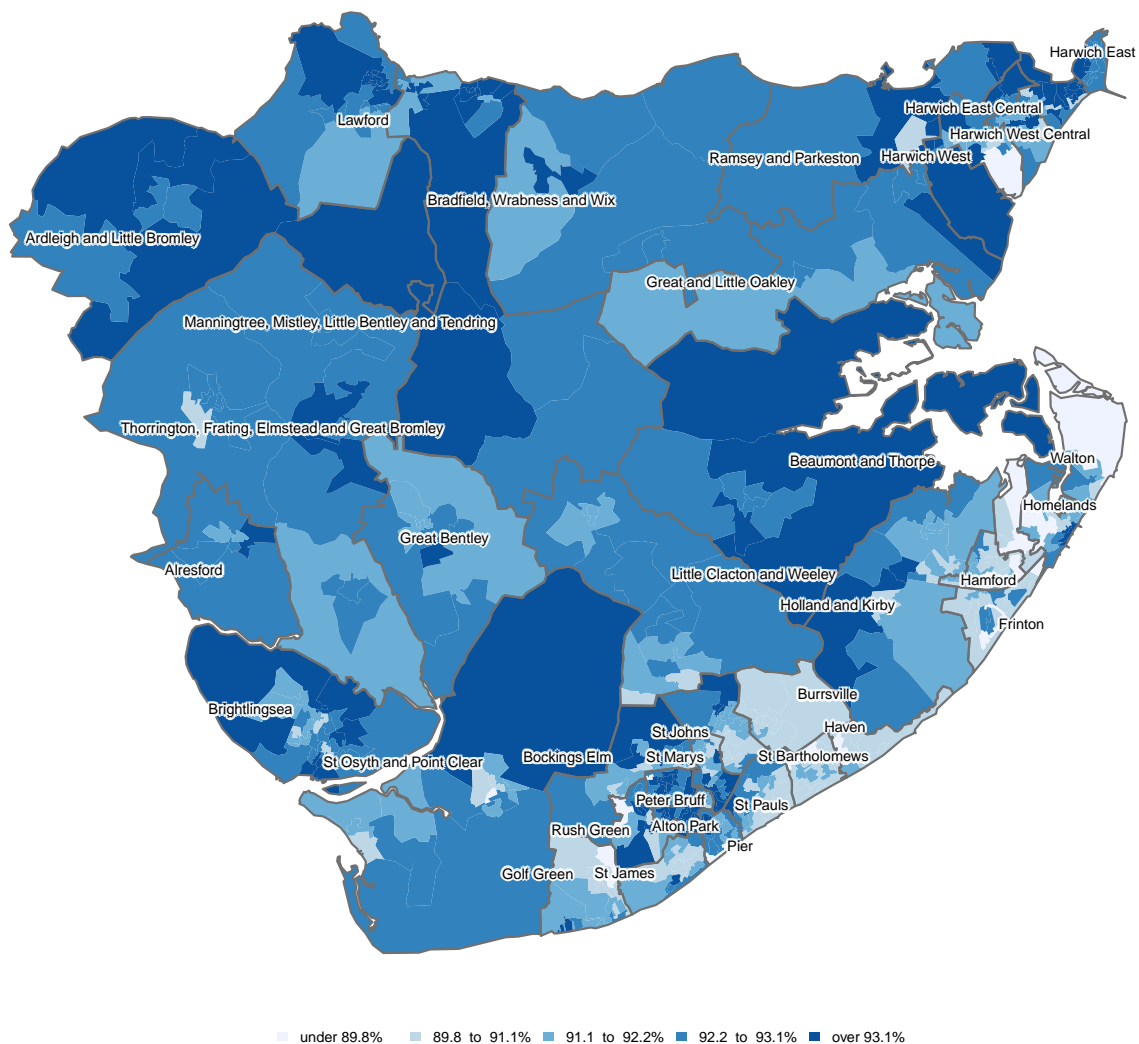 Harwich East
Harwich East Central
Lawford
Harwich West Central
Harwich West
Ramsey and Parkeston
Bradfield, Wrabness and Wix
Ardleigh and Little Bromley
Great and Little Oakley
Manningtree, Mistley, Little Bentley and Tendring
Thorrington, Frating, Elmstead and Great Bromley
Walton
Beaumont and Thorpe
Homelands
Great Bentley
Alresford
Little Clacton and Weeley
Hamford
Holland and Kirby
Frinton
Burrsville
Brightlingsea
Haven
St Johns
St Bartholomews
Bockings Elm
St Marys
St Osyth and Point Clear
Peter Bruff
St Pauls
Rush Green
Alton Park
Pier
Golf Green
St James
under 89.8% 89.8 to 91.1% 91.1 to 92.2% 92.2 to 93.1% over 93.1%